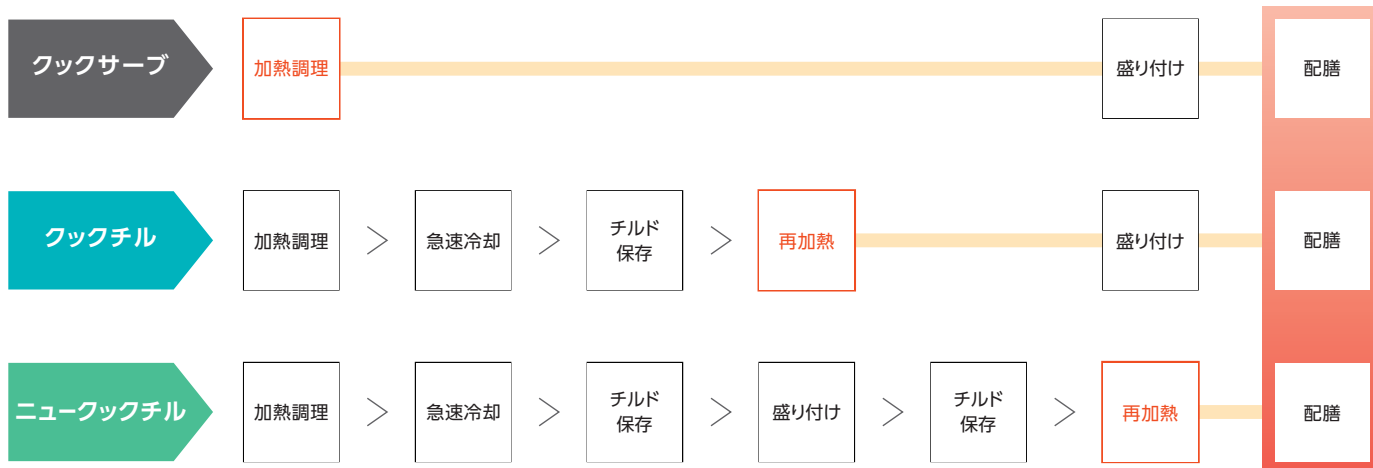 クックサーブ
加熱調理
盛り付け
配膳
クックチル
加熱調理
急速冷却
チルド
保存
再加熱
盛り付け
配膳
ニュークックチル
加熱調理
急速冷却
チルド
保存
盛り付け
チルド
保存
再加熱
配膳